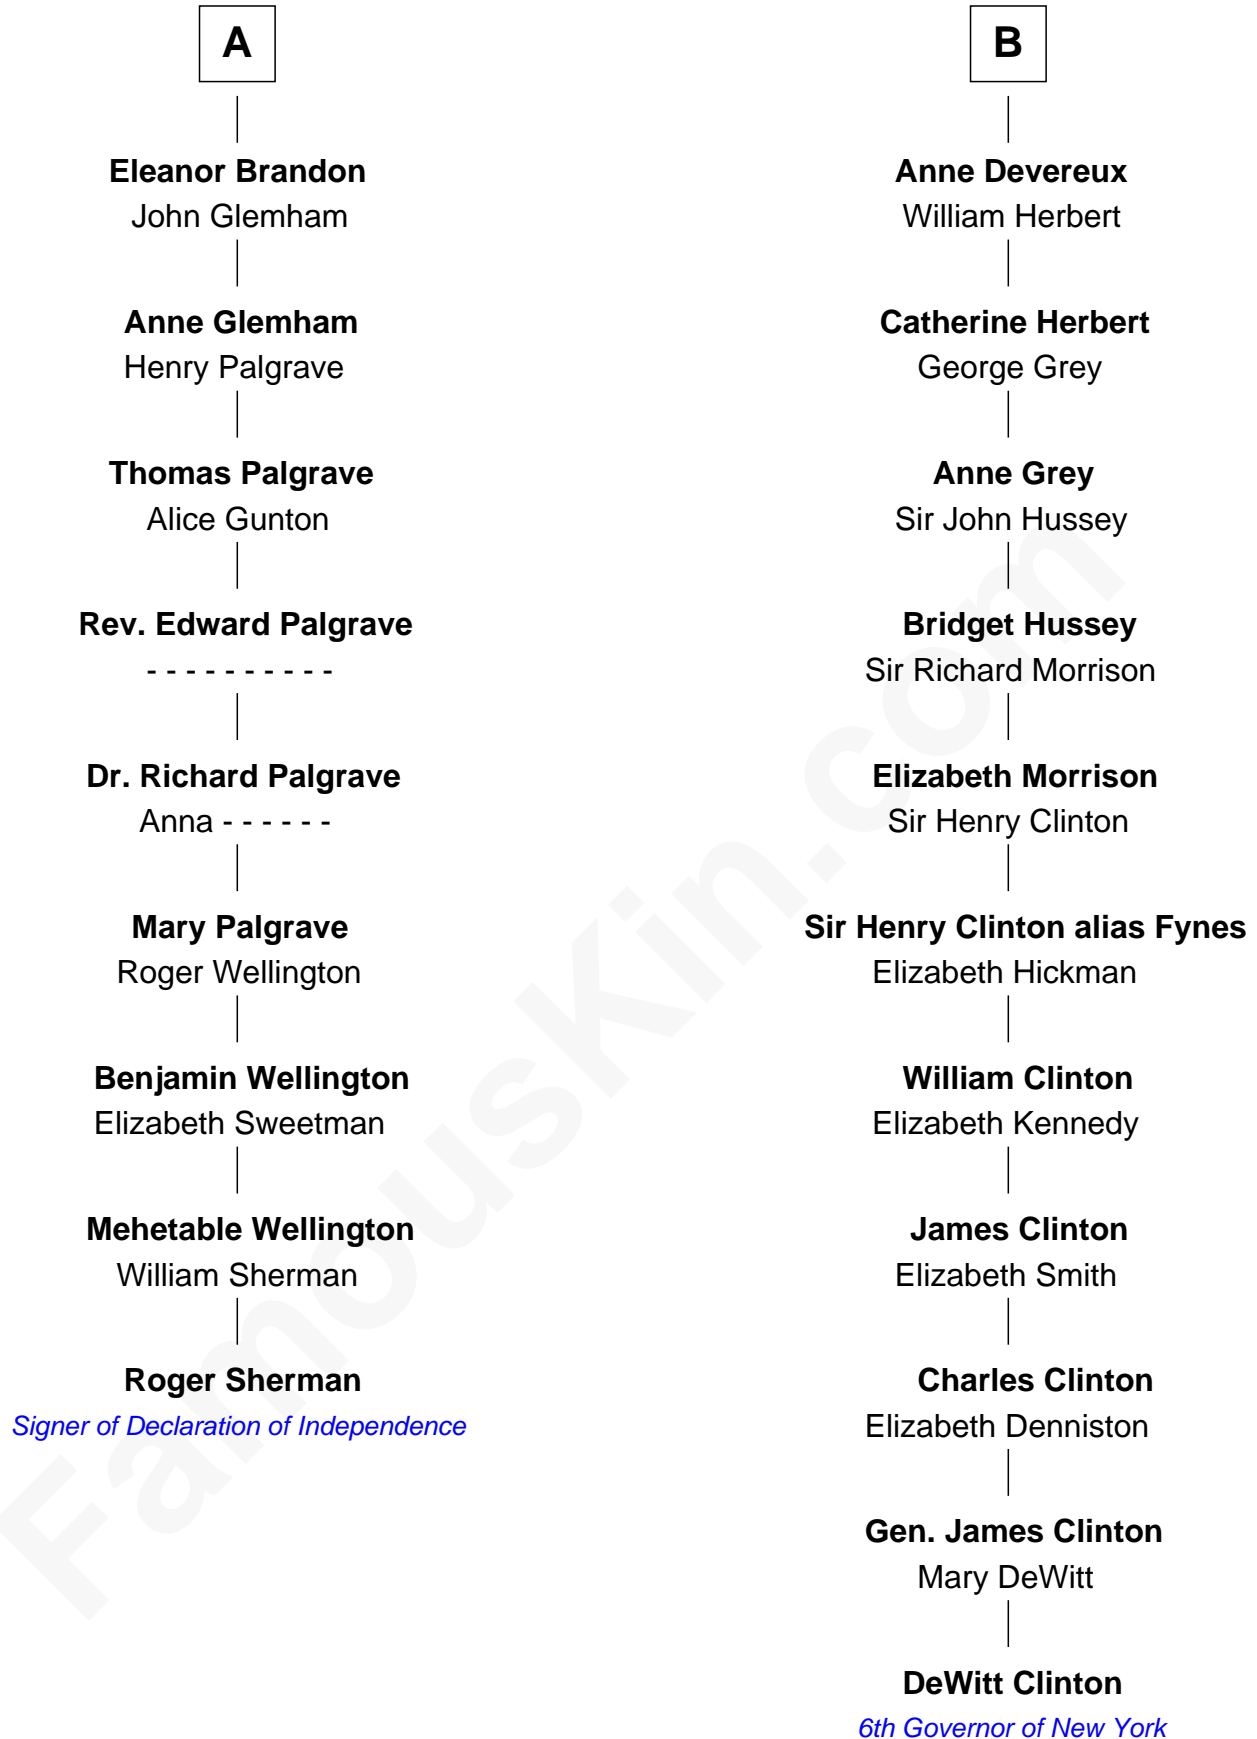 A
Eleanor Brandon
John Glemham
Anne Glemham
Henry Palgrave
Thomas Palgrave
Alice Gunton
Rev. Edward Palgrave
- - - - - - - - - -
Dr. Richard Palgrave
Anna - - - - - -
Mary Palgrave
Roger Wellington
Benjamin Wellington
Elizabeth Sweetman
Mehetable Wellington
William Sherman
Roger Sherman
Signer of Declaration of Independence
B
Anne Devereux
William Herbert
Catherine Herbert
George Grey
Anne Grey
Sir John Hussey
Bridget Hussey
Sir Richard Morrison
Elizabeth Morrison
Sir Henry Clinton
Sir Henry Clinton alias Fynes
Elizabeth Hickman
William Clinton
Elizabeth Kennedy
James Clinton
Elizabeth Smith
Charles Clinton
Elizabeth Denniston
Gen. James Clinton
Mary DeWitt
DeWitt Clinton
6th Governor of New York
FamousKin.com